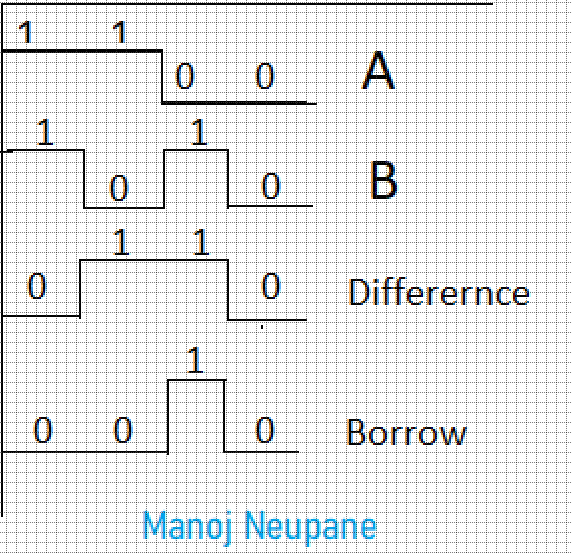 1 1
0 0 A
1 1
0 0 B
1 1
0 0 Differernce
1
0 0 0 Borrow
Manoj Neupane